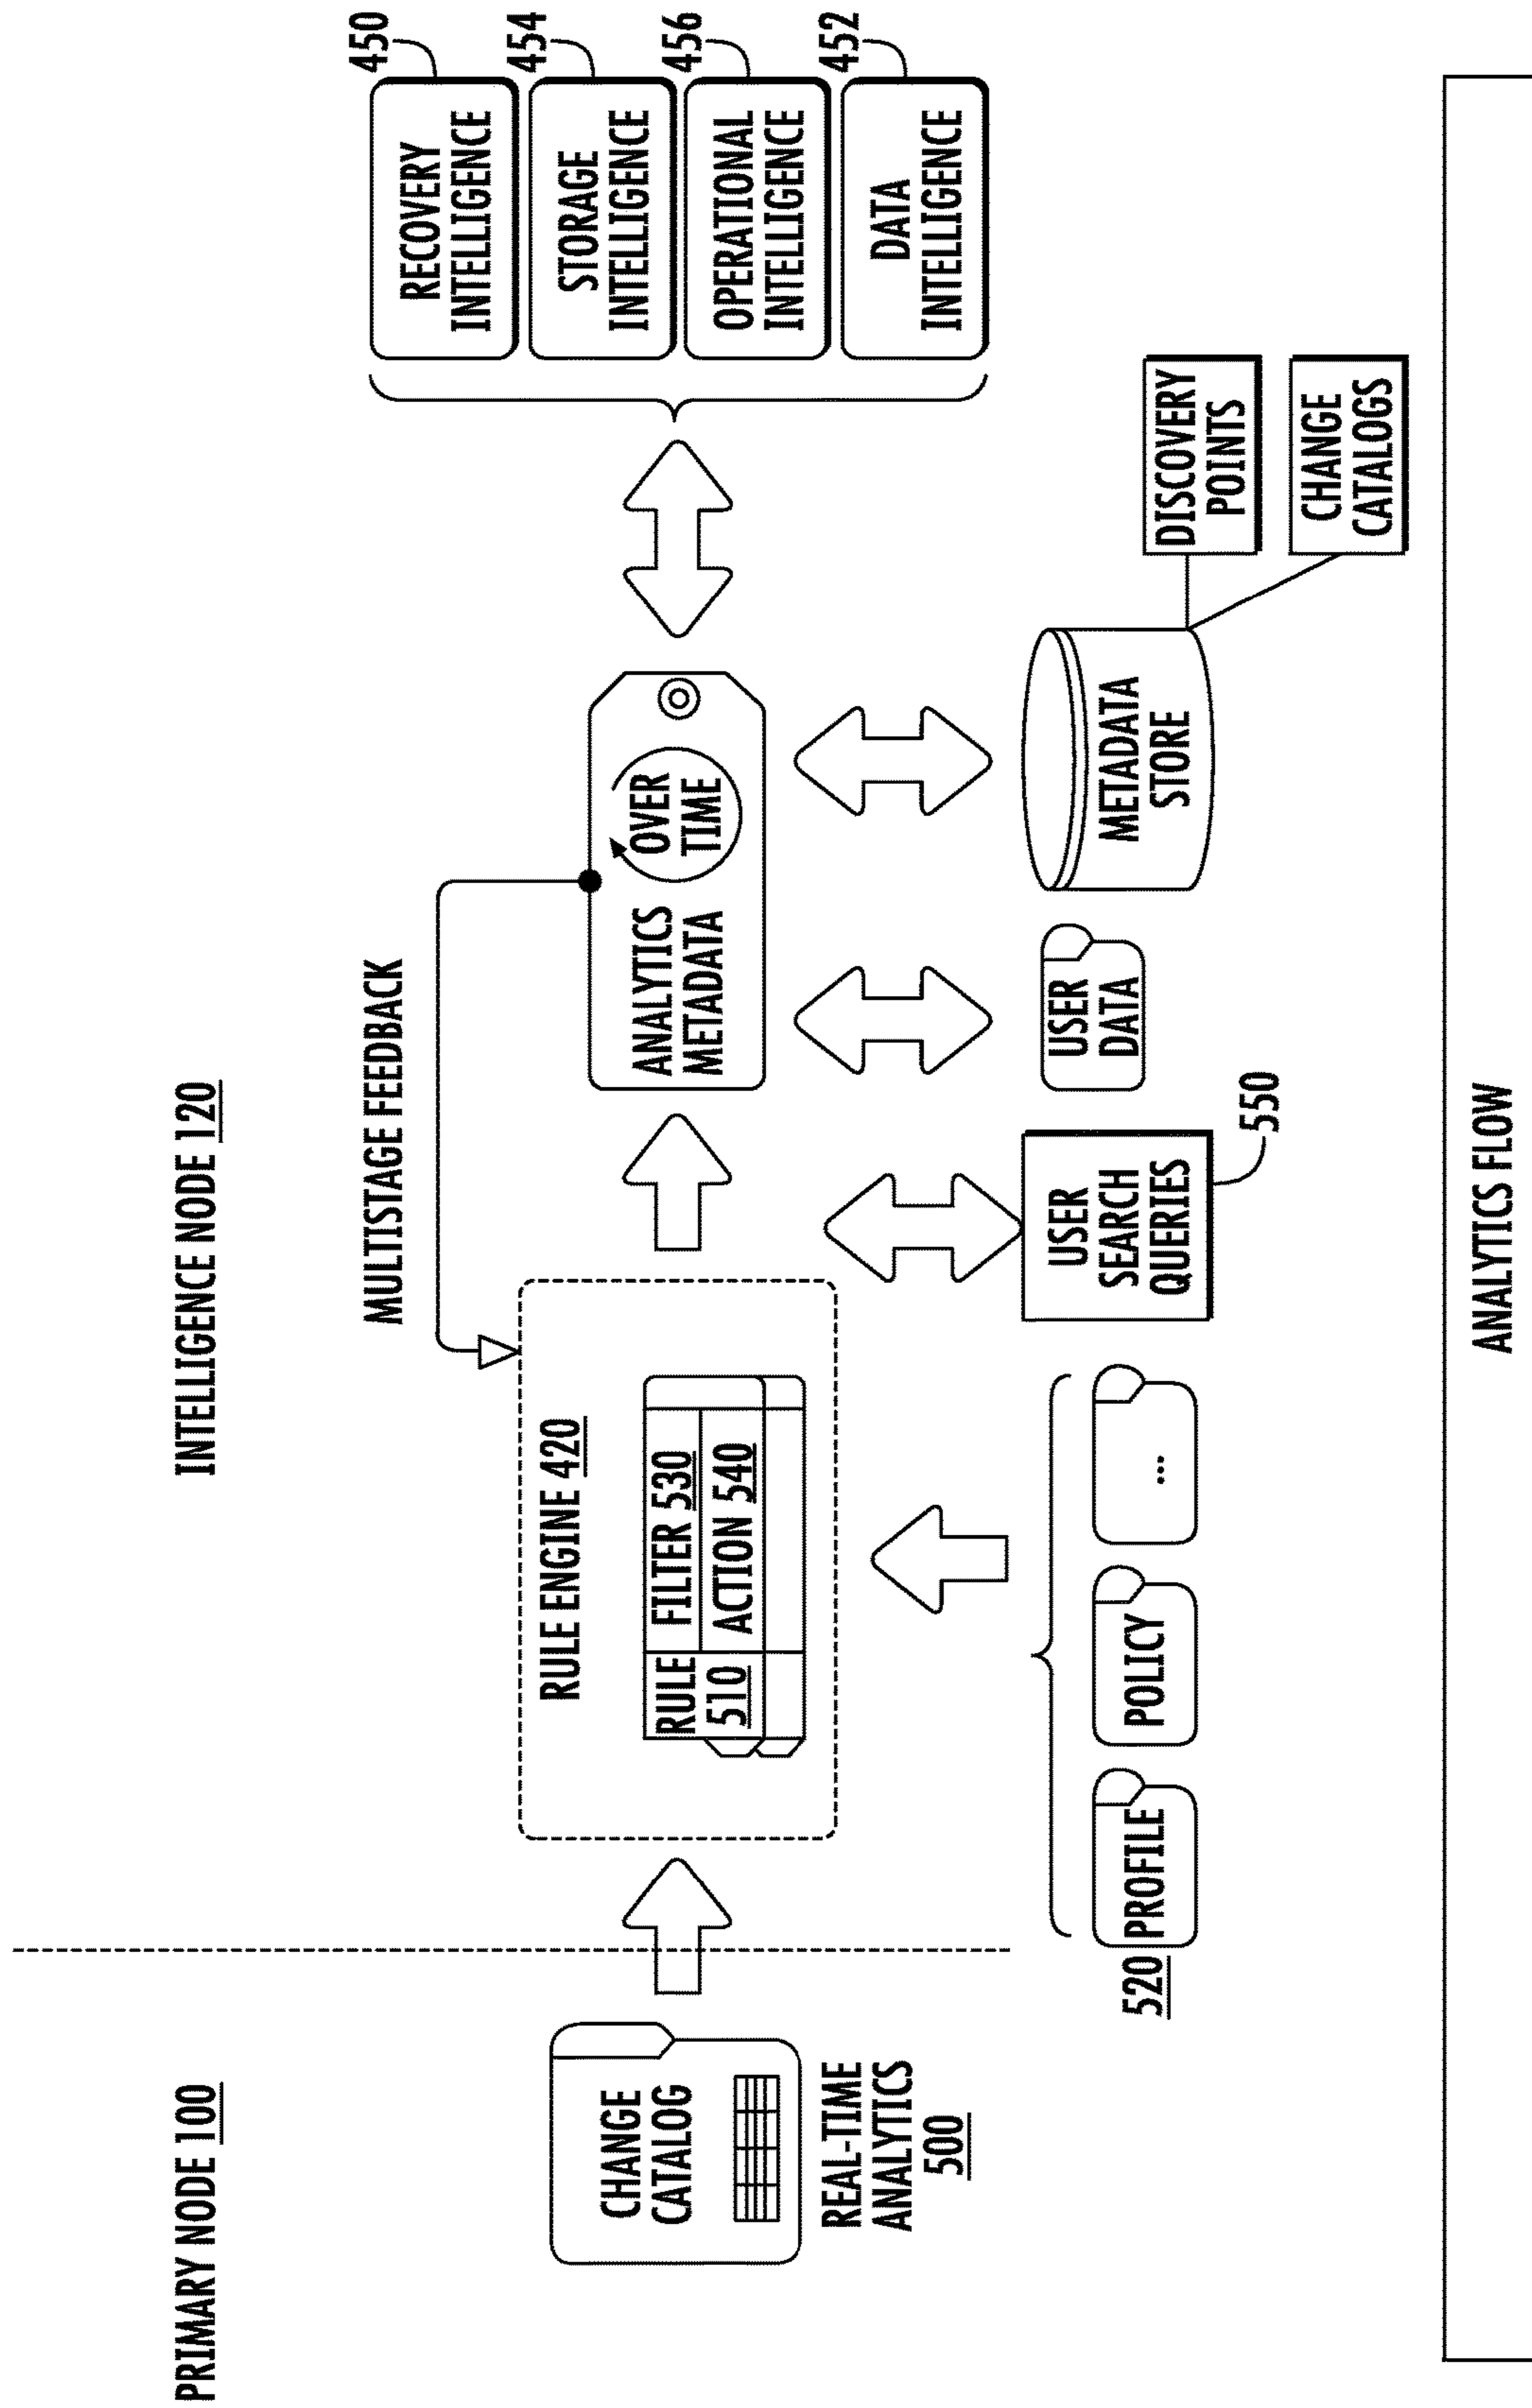 PRIMARY NODE 100
INTELLIGENCE NODE 120
MULTISTAGE FEEDBACK
CHANGE
CATALOG
REAL-TIME
ANALYTICS
500
RULE ENGINE 420
RULE
510
FILTER 530
ACTION 540
ANALYTICS
METADATA
OVER
TIME
RECOVERY
INTELLIGENCE
450
STORAGE
INTELLIGENCE
454
OPERATIONAL
INTELLIGENCE
456
DATA
INTELLIGENCE
452
520
PROFILE
POLICY
...
USER
SEARCH
QUERIES
550
USER
DATA
METADATA
STORE
DISCOVERY
POINTS
CHANGE
CATALOGS
ANALYTICS FLOW